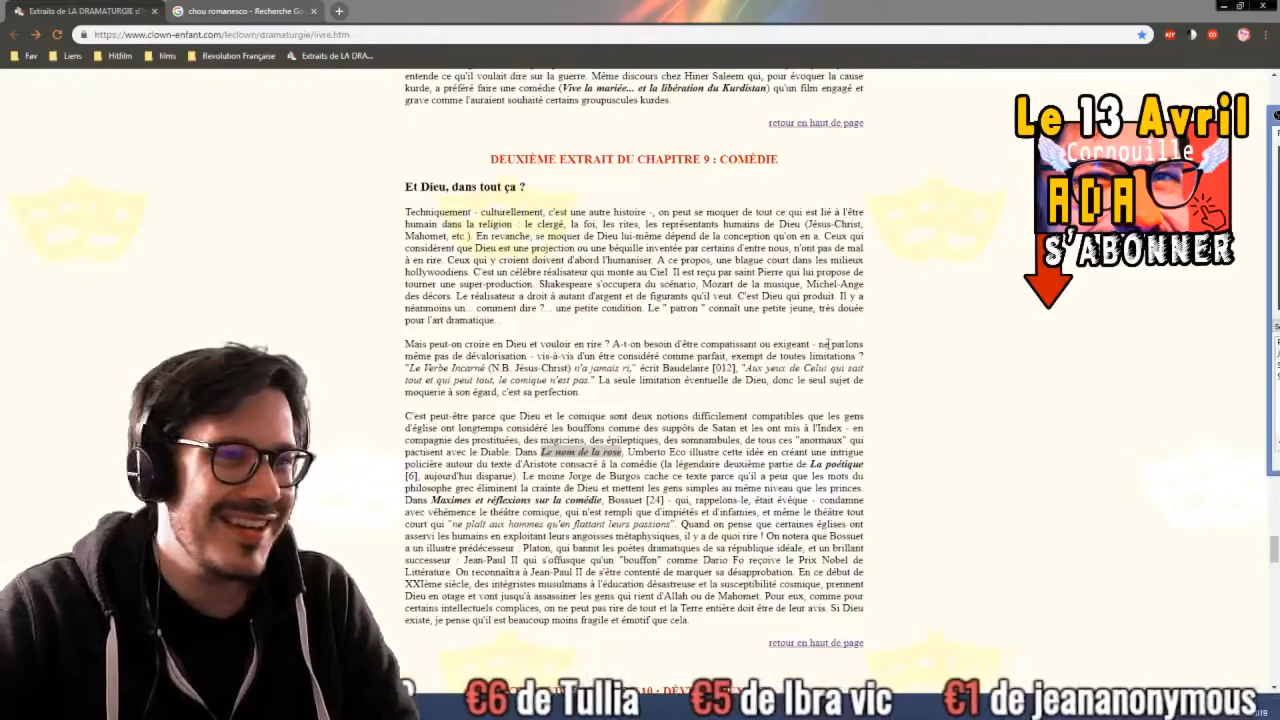 Extraits de LA DRAMATURGIE d'
chou romanesco - Recherche Go
https://www.clown-enfant.com/leclown/dramaturgie/livre.htm
Fav
Liens
Hitfilm
films
Revolution Française
Extraits de LA DRA...
entende ce qu'il voulait dire sur la guerre. Même discours chez Hiner Saleem qui, pour évoquer la cause
kurde, a préféré faire une comédie (Vive la mariée... et la libération du Kurdistan) qu'un film engagé et
grave comme l'auraient souhaité certains groupuscules kurdes.
retour en haut de page
DEUXIÈME EXTRAIT DU CHAPITRE 9 : COMÉDIE
Et Dieu, dans tout ça ?
Techniquement - culturellement, c'est une autre histoire -, on peut se moquer de tout ce qui est lié à l'être
humain dans la religion : le clergé, la foi, les rites, les représentants humains de Dieu (Jésus-Christ,
Mahomet, etc.). En revanche, se moquer de Dieu lui-même dépend de la conception qu'on en a. Ceux qui
considèrent que Dieu est une projection ou une béquille inventée par certains d'entre nous, n'ont pas de mal
à en rire. Ceux qui y croient doivent d'abord l'humaniser. A ce propos, une blague court dans les milieux
hollywoodiens. C'est un célèbre réalisateur qui monte au Ciel. Il est reçu par saint Pierre qui lui propose de
tourner une super-production. Shakespeare s'occupera du scénario, Mozart de la musique, Michel-Ange
des décors. Le réalisateur a droit à autant d'argent et de figurants qu'il veut. C'est Dieu qui produit. Il y a
néanmoins un... comment dire ?... une petite condition. Le " patron " connaît une petite jeune, très douée
pour l'art dramatique...
Mais peut-on croire en Dieu et vouloir en rire ? A-t-on besoin d'être compatissant ou exigeant - ne parlons
même pas de dévalorisation - vis-à-vis d'un être considéré comme parfait, exempt de toutes limitations ?
"Le Verbe Incarné (N.B. Jésus-Christ) n'a jamais ri," écrit Baudelaire [012], "Aux yeux de Celui qui sait
tout et qui peut tout, le comique n'est pas." La seule limitation éventuelle de Dieu, donc le seul sujet de
moquerie à son égard, c'est sa perfection.
C'est peut-être parce que Dieu et le comique sont deux notions difficilement compatibles que les gens
d'église ont longtemps considéré les bouffons comme des suppôts de Satan et les ont mis à l'Index - en
compagnie des prostituées, des magiciens, des épileptiques, des somnambules, de tous ces "anormaux" qui
pactisent avec le Diable. Dans Le nom de la rose, Umberto Eco illustre cette idée en créant une intrigue
policière autour du texte d'Aristote consacré à la comédie (la légendaire deuxième partie de La poétique
[6], aujourd'hui disparue). Le moine Jorge de Burgos cache ce texte parce qu'il a peur que les mots du
philosophe grec éliminent la crainte de Dieu et mettent les gens simples au même niveau que les princes.
Dans Maximes et réflexions sur la comédie, Bossuet [24] - qui, rappelons-le, était évêque - condamne
avec véhémence le théâtre comique, qui n'est rempli que d'impiétés et d'infamies, et même le théâtre tout
court qui "ne plaît aux hommes qu'en flattant leurs passions". Quand on pense que certaines églises ont
asservi les humains en exploitant leurs angoisses métaphysiques, il y a de quoi rire ! On notera que Bossuet
a un illustre prédécesseur : Platon, qui bannit les poètes dramatiques de sa république idéale, et un brillant
successeur : Jean-Paul II qui s'offusque qu'un "bouffon" comme Dario Fo reçoive le Prix Nobel de
Littérature. On reconnaîtra à Jean-Paul II de s'être contenté de marquer sa désapprobation. En ce début de
XXIème siècle, des intégristes musulmans à l'éducation désastreuse et la susceptibilité cosmique, prennent
Dieu en otage et vont jusqu'à assassiner les gens qui rient d'Allah ou de Mahomet. Pour eux, comme pour
certains intellectuels complices, on ne peut pas rire de tout et la Terre entière doit être de leur avis. Si Dieu
existe, je pense qu'il est beaucoup moins fragile et émotif que cela.
retour en haut de page
Le 13 Avril
Cornouille
ADA
S'ABONNER
€6 de Tullia €5 de Ibra vic €1 de jeananonymous